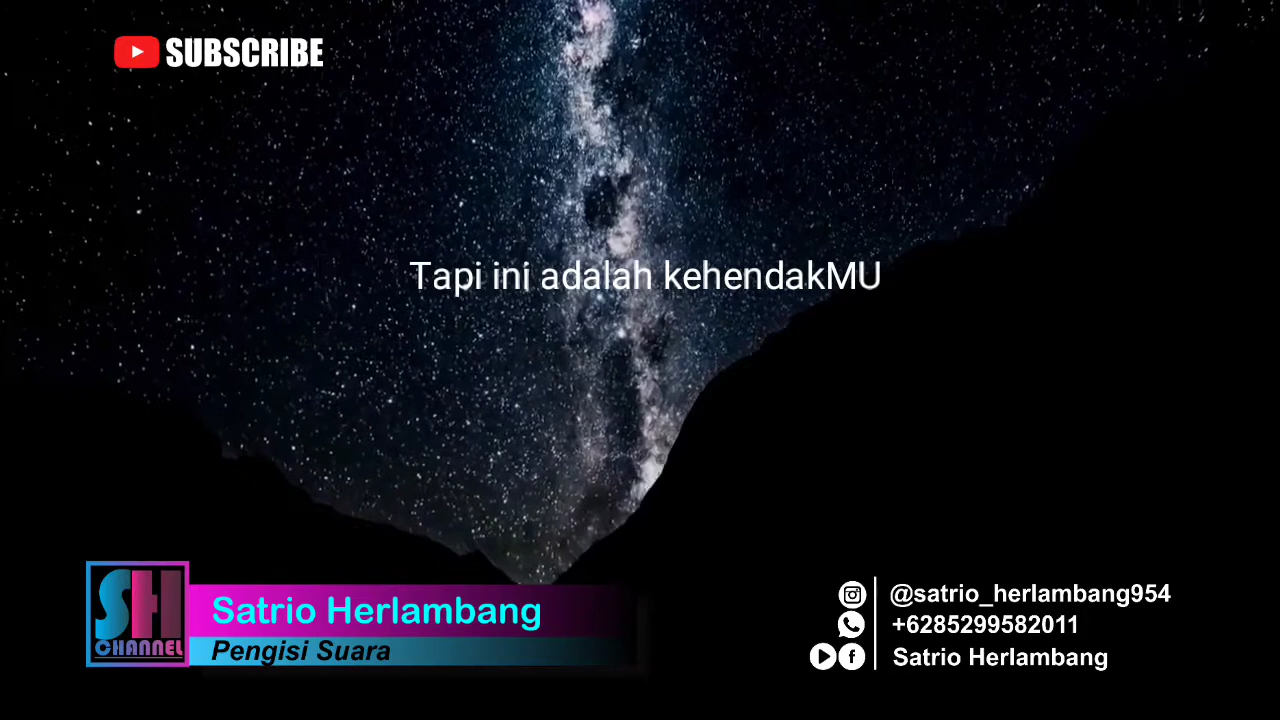 SUBSCRIBE
Tapi ini adalah kehendakMU
SH
CHANNEL
Satrio Herlambang
Pengisi Suara
@satrio_herlambang954
+6285299582011
Satrio Herlambang